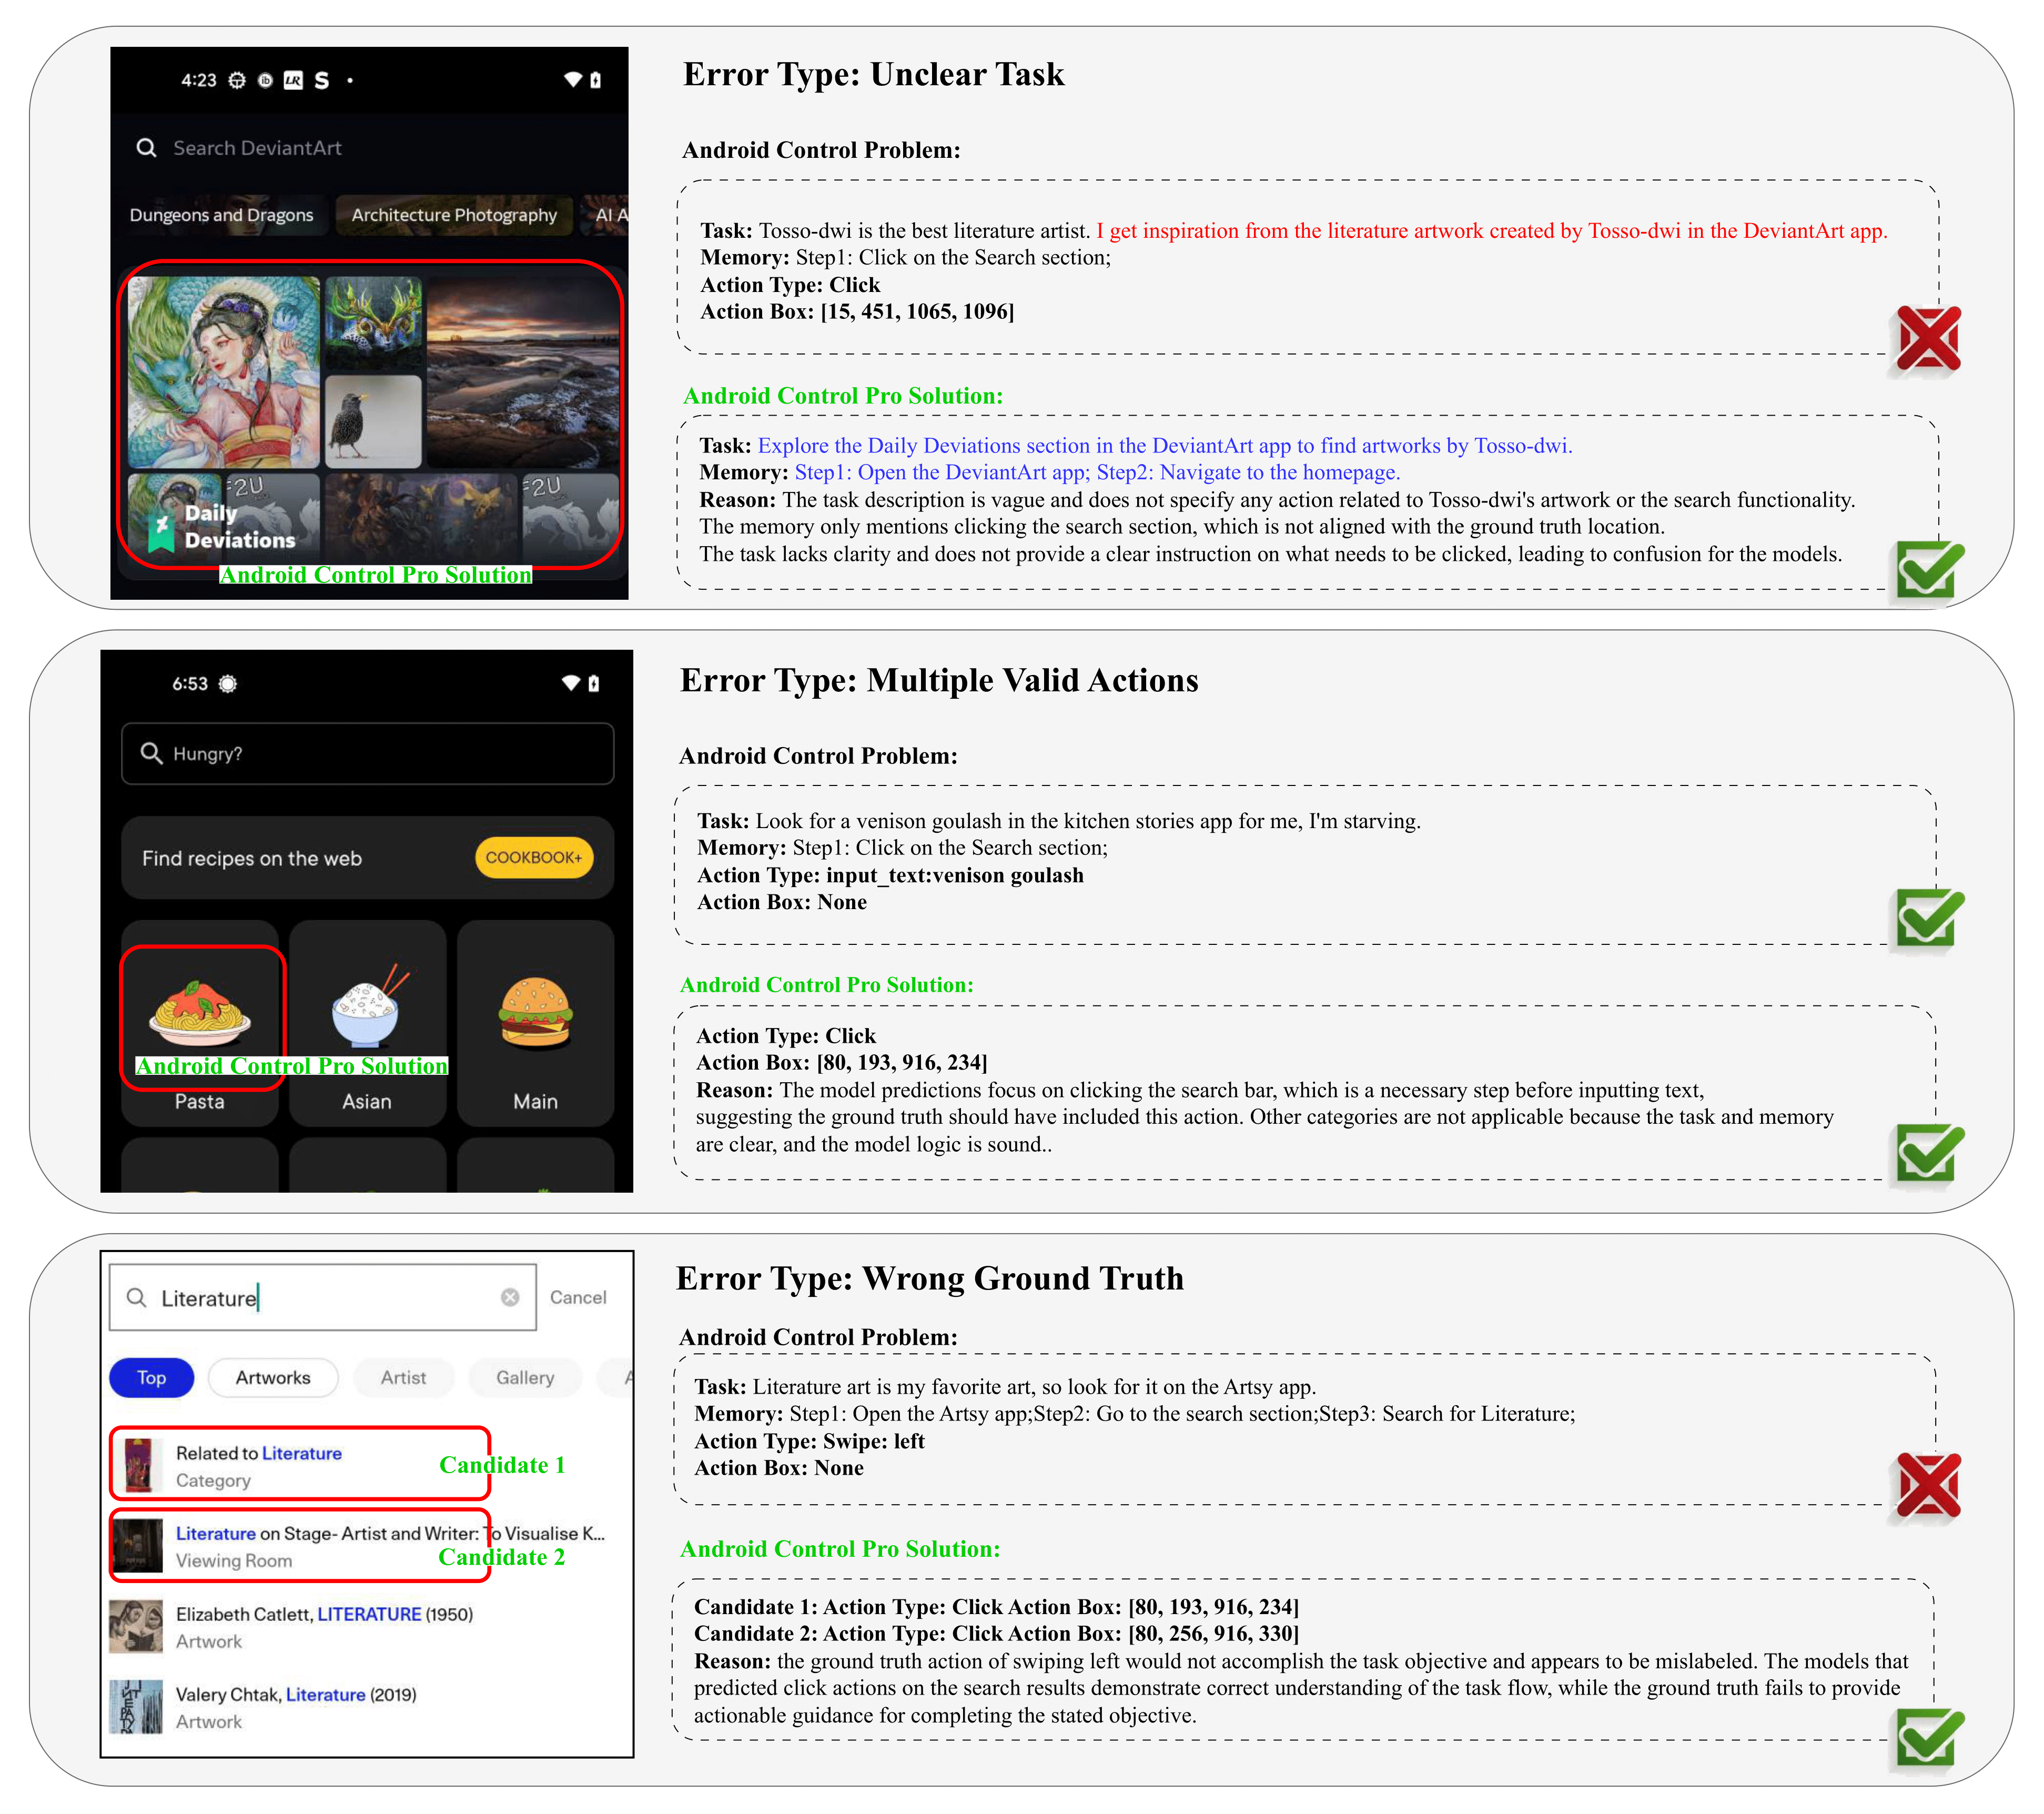 4:23 ib LR S
Search DeviantArt
Dungeons and Dragons
Architecture Photography
AI A
F2U
F2U
Daily
Deviations
Android Control Pro Solution
Error Type: Unclear Task
Android Control Problem:
Task: Tosso-dwi is the best literature artist. I get inspiration from the literature artwork created by Tosso-dwi in the DeviantArt app.
Memory: Step1: Click on the Search section;
Action Type: Click
Action Box: [15, 451, 1065, 1096]
Android Control Pro Solution:
Task: Explore the Daily Deviations section in the DeviantArt app to find artworks by Tosso-dwi.
Memory: Step1: Open the DeviantArt app; Step2: Navigate to the homepage.
Reason: The task description is vague and does not specify any action related to Tosso-dwi's artwork or the search functionality.
The memory only mentions clicking the search section, which is not aligned with the ground truth location.
The task lacks clarity and does not provide a clear instruction on what needs to be clicked, leading to confusion for the models.
6:53
Hungry?
Find recipes on the web
COOKBOOK+
Android Control Pro Solution
Pasta
Asian
Main
Error Type: Multiple Valid Actions
Android Control Problem:
Task: Look for a venison goulash in the kitchen stories app for me, I'm starving.
Memory: Step1: Click on the Search section;
Action Type: input_text:venison goulash
Action Box: None
Android Control Pro Solution:
Action Type: Click
Action Box: [80, 193, 916, 234]
Reason: The model predictions focus on clicking the search bar, which is a necessary step before inputting text,
suggesting the ground truth should have included this action. Other categories are not applicable because the task and memory
are clear, and the model logic is sound..
Literature
Cancel
Top
Artworks
Artist
Gallery
A
Related to Literature
Category
Candidate 1
Literature on Stage- Artist and Writer: To Visualise K...
Viewing Room
Candidate 2
Elizabeth Catlett, LITERATURE (1950)
Artwork
Valery Chtak, Literature (2019)
Artwork
Error Type: Wrong Ground Truth
Android Control Problem:
Task: Literature art is my favorite art, so look for it on the Artsy app.
Memory: Step1: Open the Artsy app;Step2: Go to the search section;Step3: Search for Literature;
Action Type: Swipe: left
Action Box: None
Android Control Pro Solution:
Candidate 1: Action Type: Click Action Box: [80, 193, 916, 234]
Candidate 2: Action Type: Click Action Box: [80, 256, 916, 330]
Reason: the ground truth action of swiping left would not accomplish the task objective and appears to be mislabeled. The models that
predicted click actions on the search results demonstrate correct understanding of the task flow, while the ground truth fails to provide
actionable guidance for completing the stated objective.